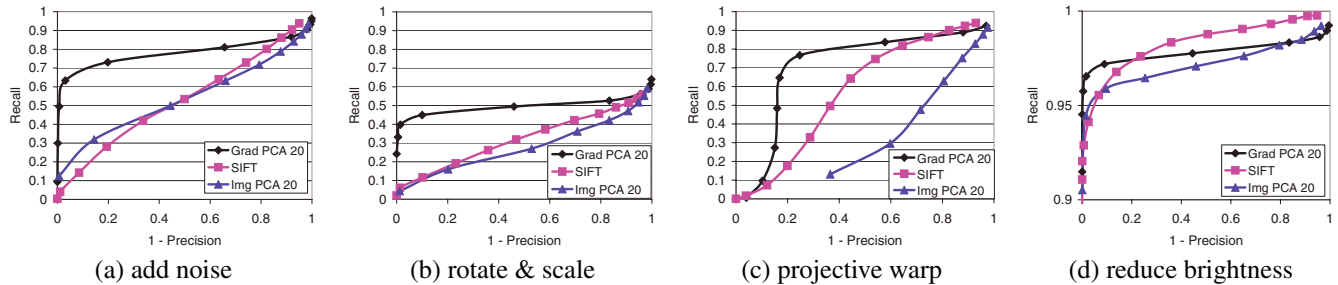 1
0.9
0.8
0.7
0.6
0.5
0.4
0.3
0.2
0.1
0
Recall
Grad PCA 20
SIFT
Img PCA 20
0 0.2 0.4 0.6 0.8 1
1 - Precision
(a) add noise
1
0.9
0.8
0.7
0.6
0.5
0.4
0.3
0.2
0.1
0
Recall
Grad PCA 20
SIFT
Img PCA 20
0 0.2 0.4 0.6 0.8 1
1 - Precision
(b) rotate & scale
1
0.9
0.8
0.7
0.6
0.5
0.4
0.3
0.2
0.1
0
Recall
Grad PCA 20
SIFT
Img PCA 20
0 0.2 0.4 0.6 0.8 1
1 - Precision
(c) projective warp
1
0.95
0.9
Recall
Grad PCA 20
SIFT
Img PCA 20
0 0.2 0.4 0.6 0.8 1
1 - Precision
(d) reduce brightness